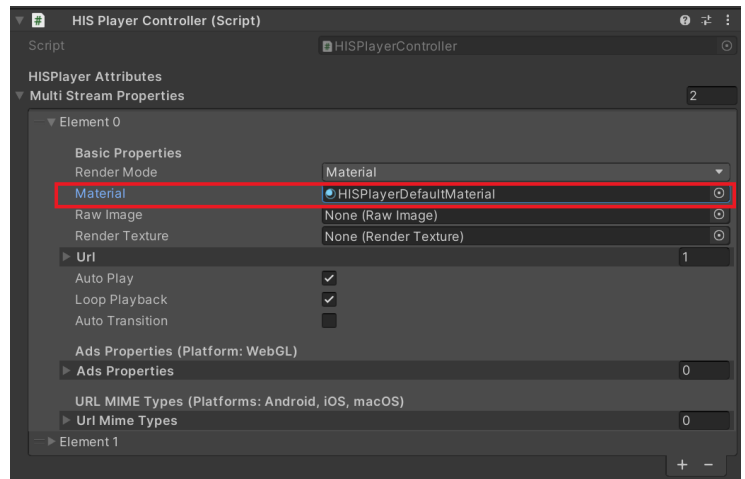 HIS Player Controller (Script)
Script HISPlayerController
HISPlayer Attributes
Multi Stream Properties 2
Element 0
Basic Properties
Render Mode Material
Material HISPlayerDefaultMaterial
Raw Image None (Raw Image)
Render Texture None (Render Texture)
Url 1
Auto Play
Loop Playback
Auto Transition
Ads Properties (Platform: WebGL)
Ads Properties 0
URL MIME Types (Platforms: Android, iOS, macOS)
Url Mime Types 0
Element 1
+ −